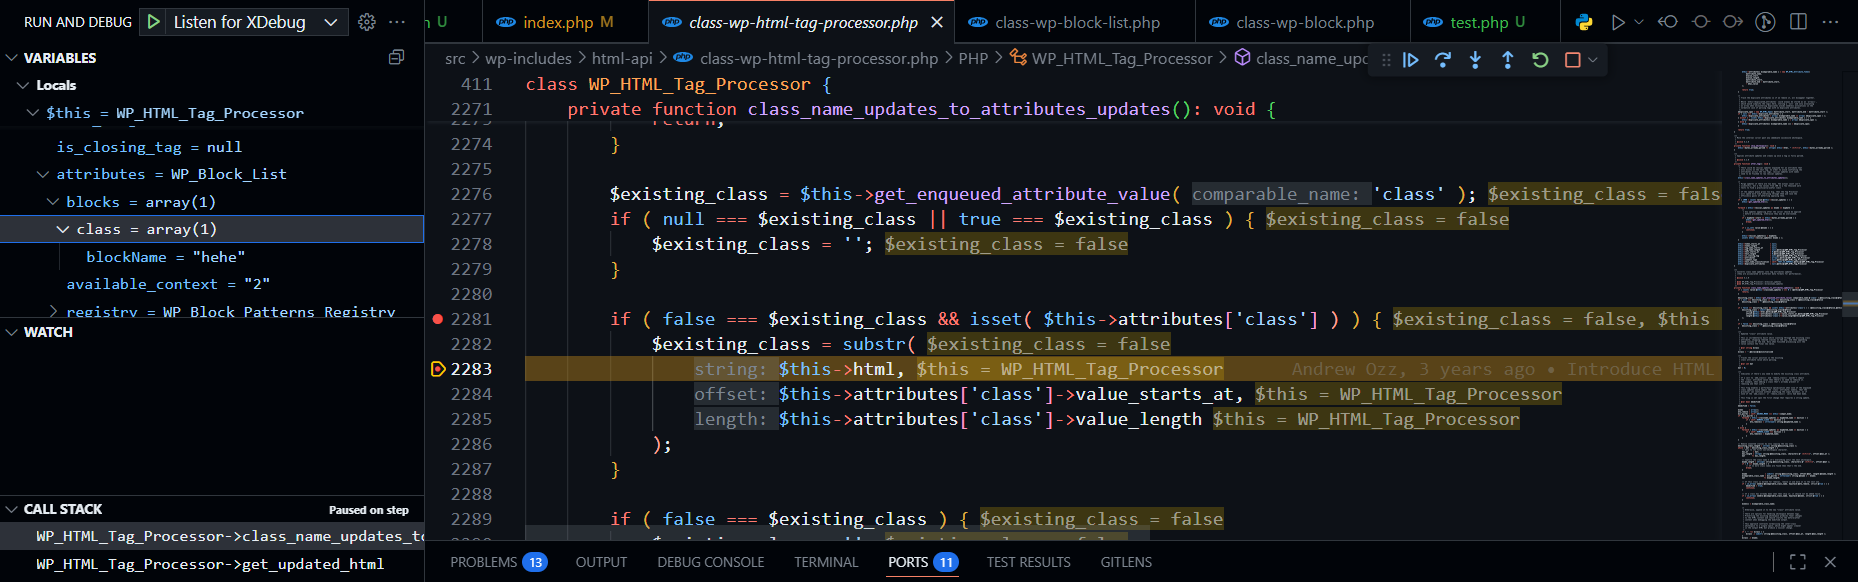 RUN AND DEBUG
Listen for XDebug
U
index.php M
class-wp-html-tag-processor.php
class-wp-block-list.php
class-wp-block.php
test.php U
VARIABLES
Locals
$this = WP_HTML_Tag_Processor
is_closing_tag = null
attributes = WP_Block_List
blocks = array(1)
class = array(1)
blockName = "hehe"
available_context = "2"
registry = WP_Block_Patterns_Registry
WATCH
CALL STACK
Paused on step
WP_HTML_Tag_Processor->class_name_updates_to
WP_HTML_Tag_Processor->get_updated_html
src > wp-includes > html-api > class-wp-html-tag-processor.php > PHP > WP_HTML_Tag_Processor > class_name_upd
411 class WP_HTML_Tag_Processor {
2271 private function class_name_updates_to_attributes_updates(): void {
return;
2274 }
2275
2276 $existing_class = $this->get_enqueued_attribute_value( comparable_name: 'class' ); $existing_class = fals
2277 if ( null === $existing_class || true === $existing_class ) { $existing_class = false
2278 $existing_class = ''; $existing_class = false
2279 }
2280
2281 if ( false === $existing_class && isset( $this->attributes['class'] ) ) { $existing_class = false, $this
2282 $existing_class = substr( $existing_class = false
2283 string: $this->html, $this = WP_HTML_Tag_Processor Andrew Ozz, 3 years ago • Introduce HTML
2284 offset: $this->attributes['class']->value_starts_at, $this = WP_HTML_Tag_Processor
2285 length: $this->attributes['class']->value_length $this = WP_HTML_Tag_Processor
2286 );
2287 }
2288
2289 if ( false === $existing_class ) { $existing_class = false
PROBLEMS 13
OUTPUT
DEBUG CONSOLE
TERMINAL
PORTS 11
TEST RESULTS
GITLENS